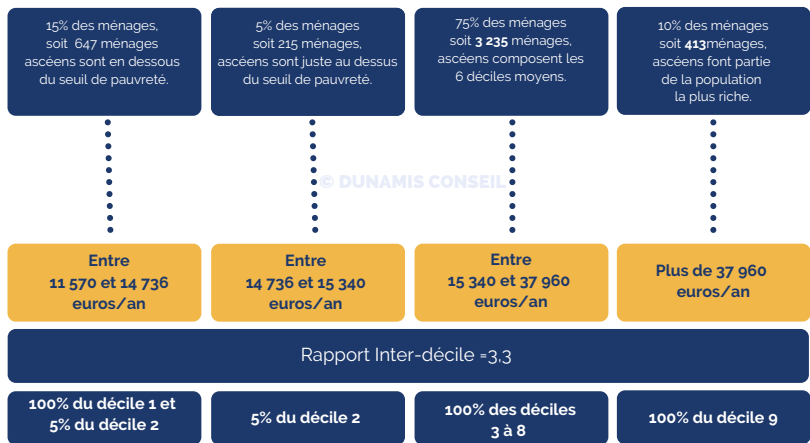 15% des ménages,
soit 647 ménages
ascéens sont en dessous
du seuil de pauvreté.
5% des ménages
soit 215 ménages,
ascéens sont juste au dessus
du seuil de pauvreté.
75% des ménages
soit 3 235 ménages,
ascéens composent les
6 déciles moyens.
10% des ménages
soit 413ménages,
ascéens font partie
de la population
la plus riche.
© DUNAMIS CONSEIL
Entre
11 570 et 14 736
euros/an
Entre
14 736 et 15 340
euros/an
Entre
15 340 et 37 960
euros/an
Plus de 37 960
euros/an
Rapport Inter-décile =3,3
100% du décile 1 et
5% du décile 2
5% du décile 2
100% des déciles
3 à 8
100% du décile 9